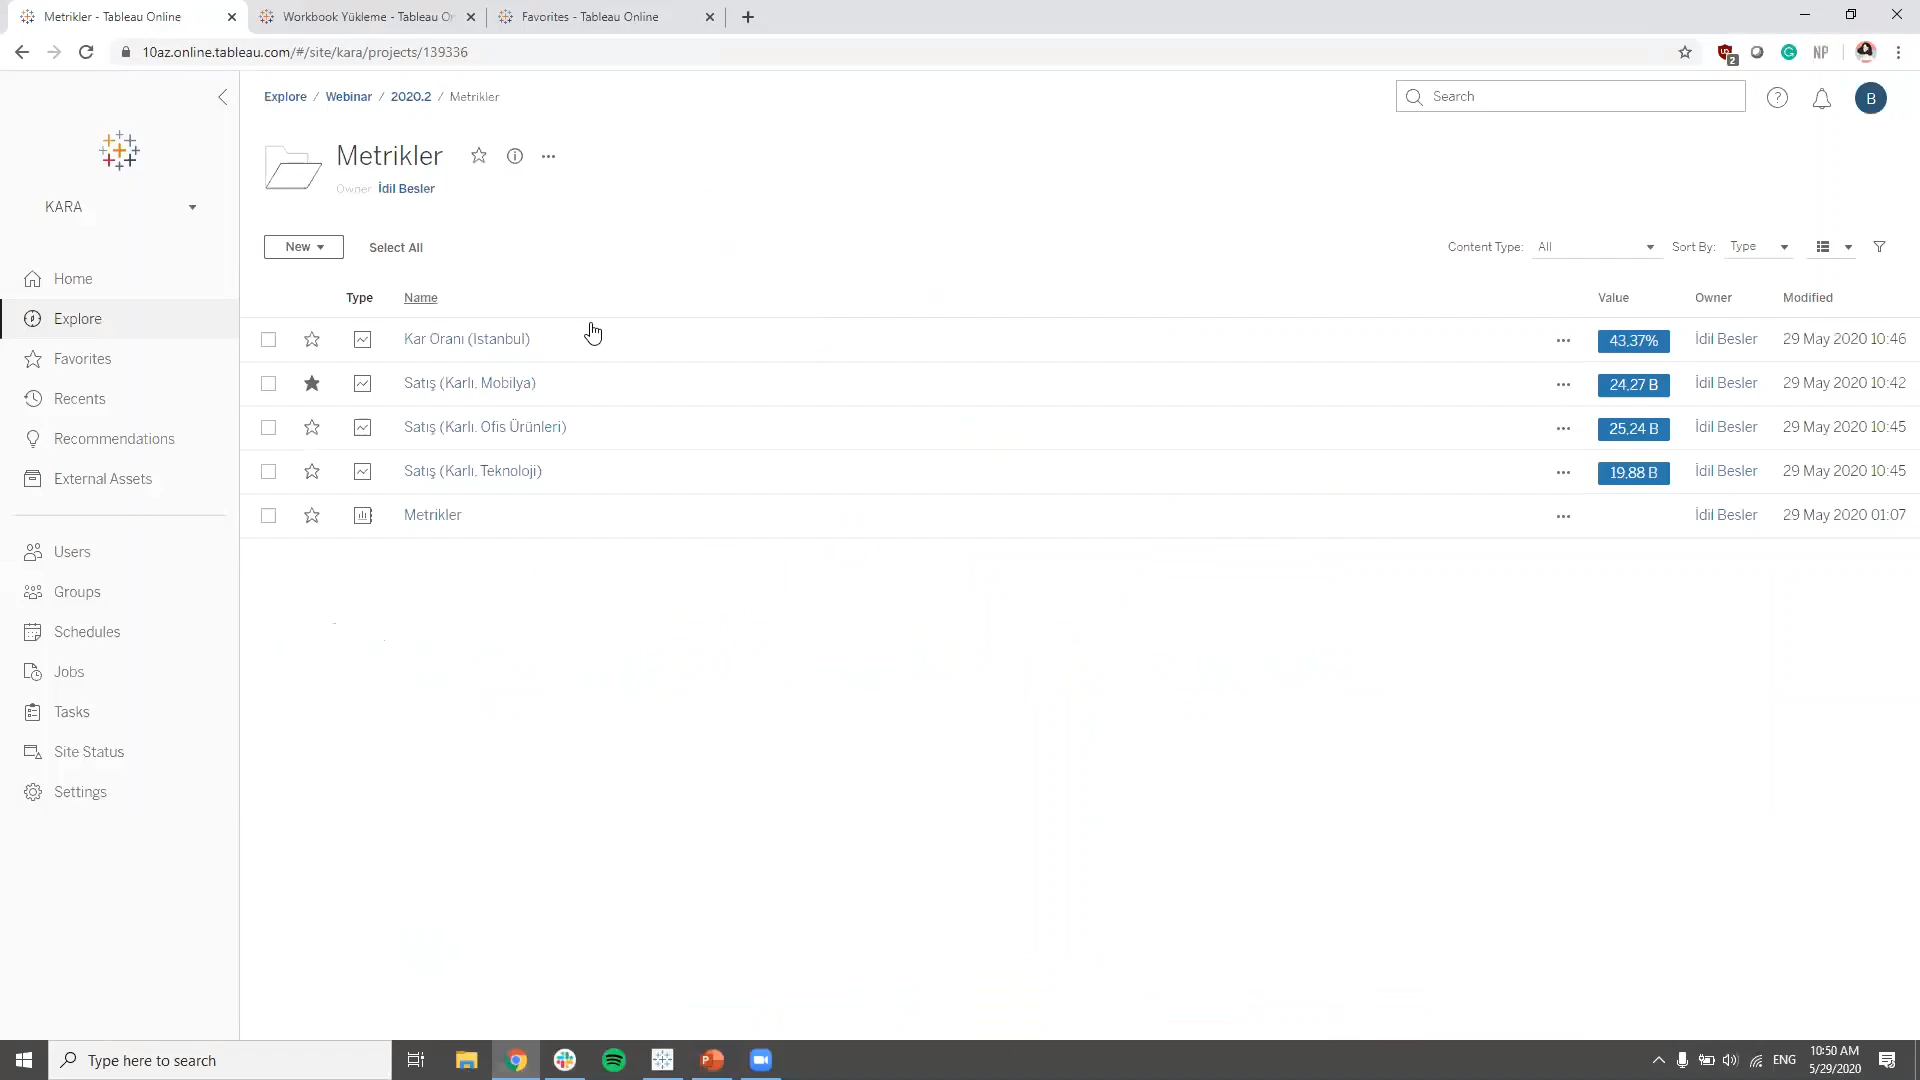 Metrikler - Tableau Online
Workbook Yükleme - Tableau On
Favorites - Tableau Online
10az.online.tableau.com/#/site/kara/projects/139336
2
NP
Explore / Webinar / 2020.2 / Metrikler
Search
B
Metrikler
Owner İdil Besler
KARA
New
Select All
Content Type: All
Sort By: Type
Home
Explore
Favorites
Recents
Recommendations
External Assets
Users
Groups
Schedules
Jobs
Tasks
Site Status
Settings
Type Name Value Owner Modified
Kar Oranı (İstanbul) 43,37% İdil Besler 29 May 2020 10:46
Satış (Karlı. Mobilya) 24,27 B İdil Besler 29 May 2020 10:42
Satış (Karlı. Ofis Ürünleri) 25,24 B İdil Besler 29 May 2020 10:45
Satış (Karlı. Teknoloji) 19,88 B İdil Besler 29 May 2020 10:45
Metrikler İdil Besler 29 May 2020 01:07
Type here to search
ENG
10:50 AM
5/29/2020